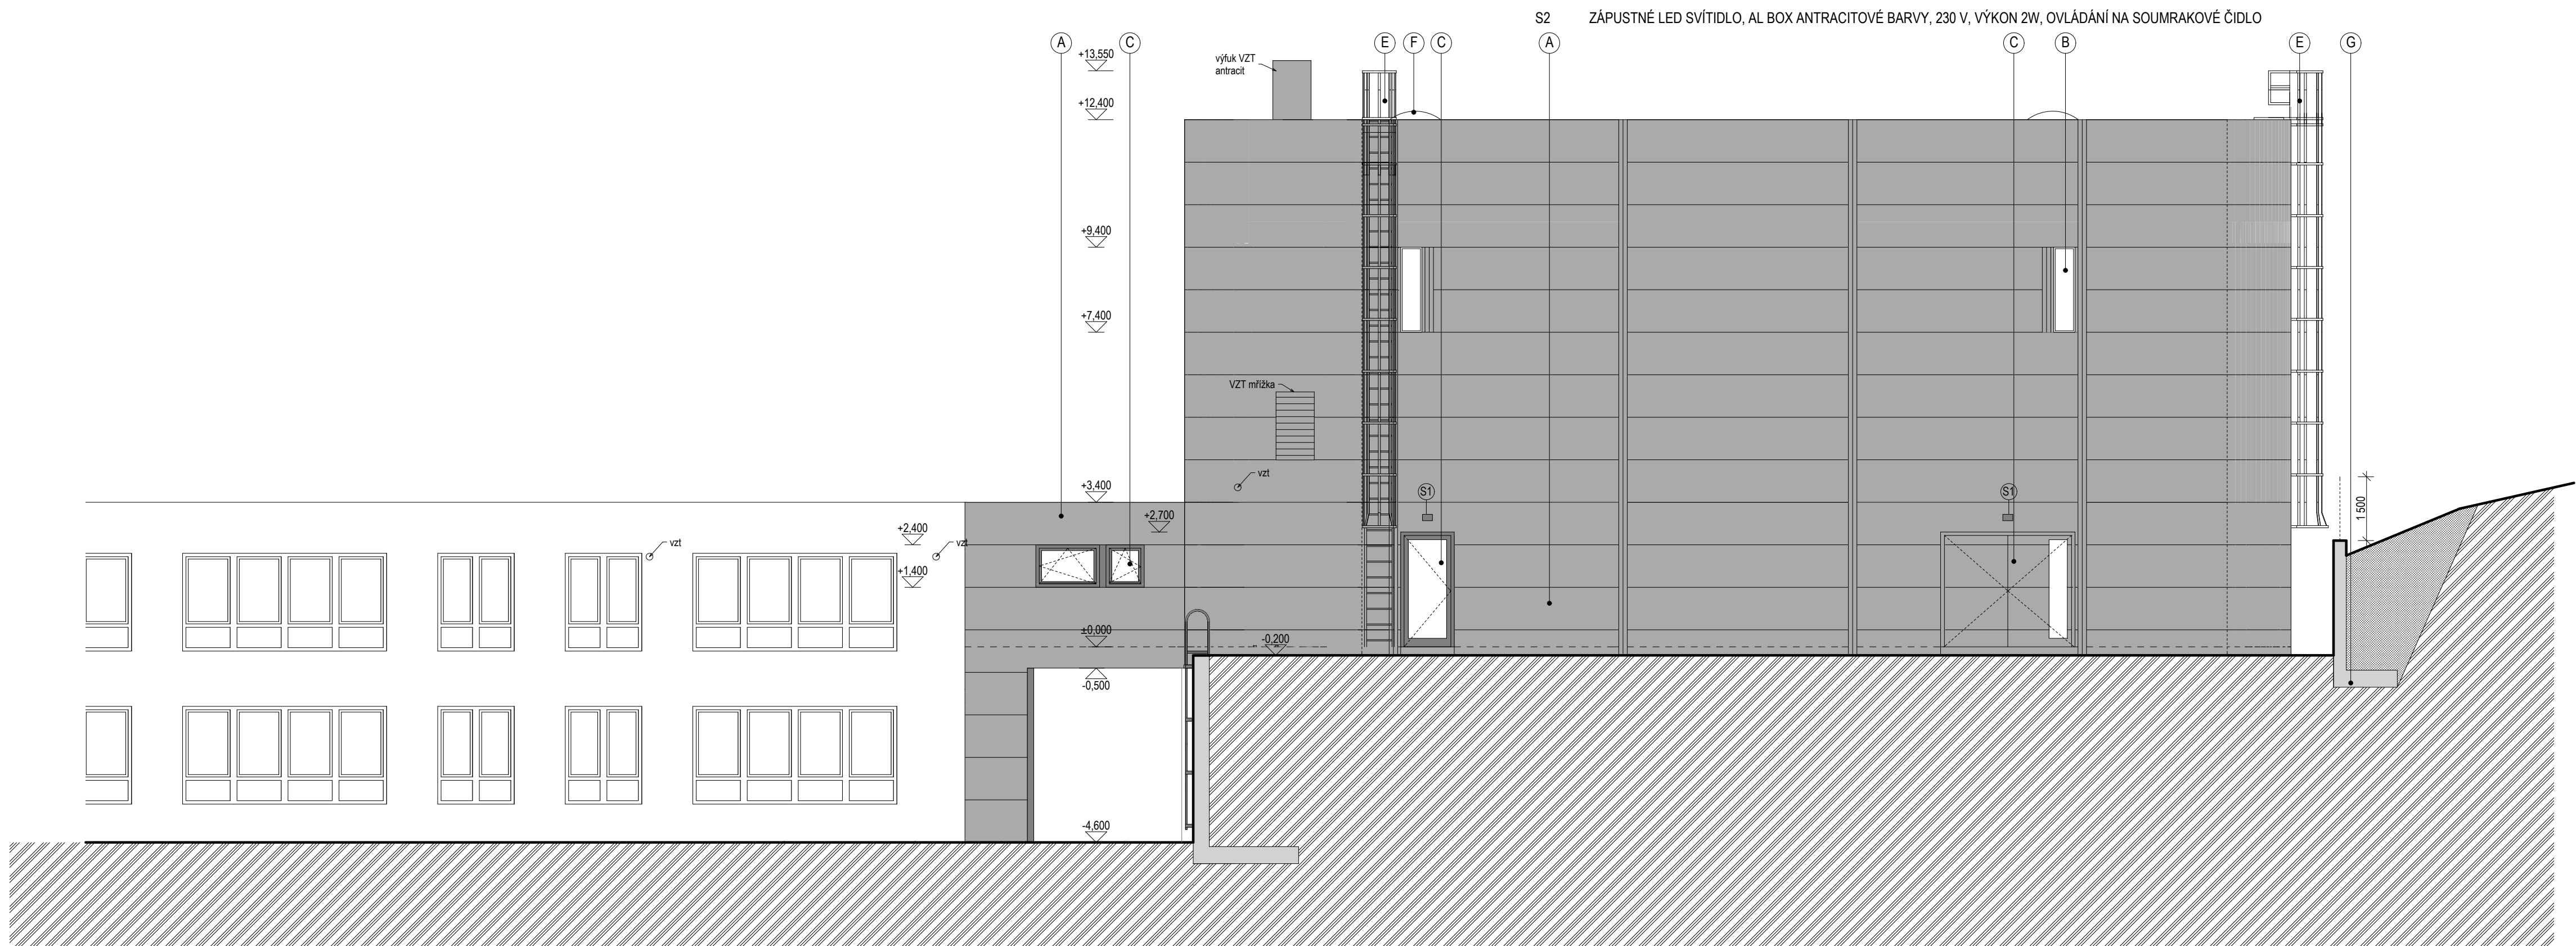 S2 ZÁPUSTNÉ LED SVÍTIDLO, AL BOX ANTRACITOVÉ BARVY, 230 V, VÝKON 2W, OVLÁDÁNÍ NA SOUMRAKOVÉ ČIDLO
A C E F C A C B E G
+13,550
výfuk VZT
antracit
+12,400
+9,400
+7,400
VZT mřížka
vzt
+3,400
S1 S1
1 500
+2,700
+2,400
vzt vzt
+1,400
±0,000
-0,200
-0,500
-4,600